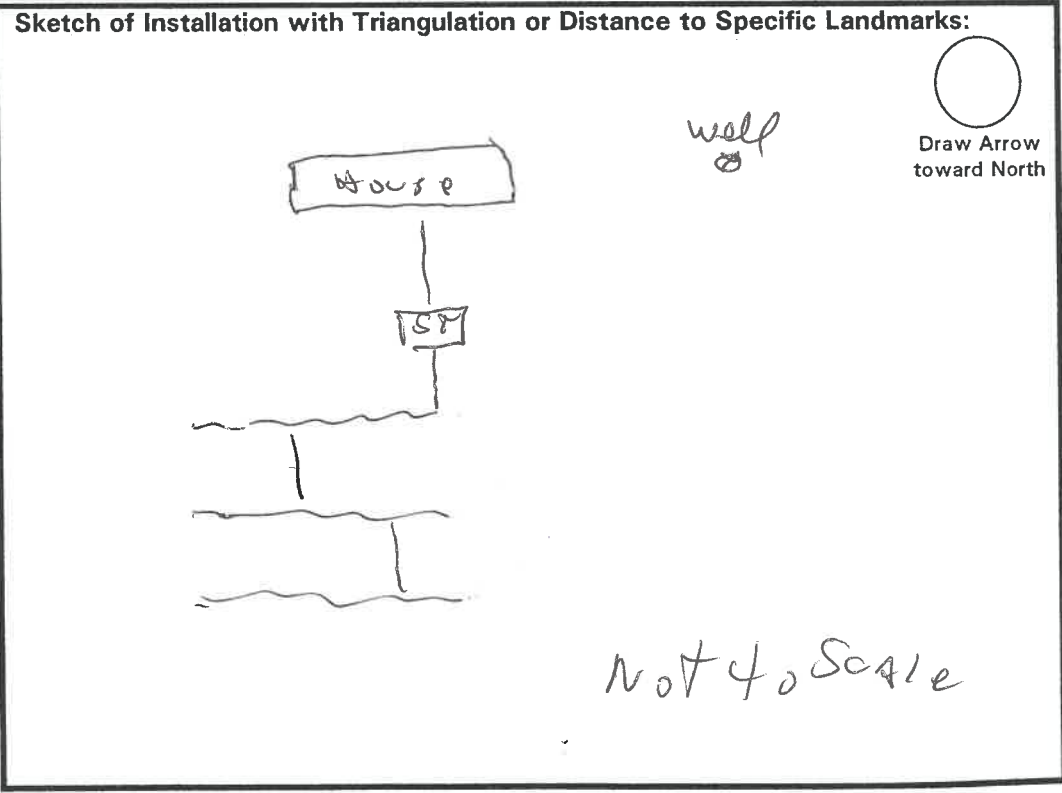 Sketch of Installation with Triangulation or Distance to Specific Landmarks:
well
Draw Arrow
toward North
House
ST
Not to Scale